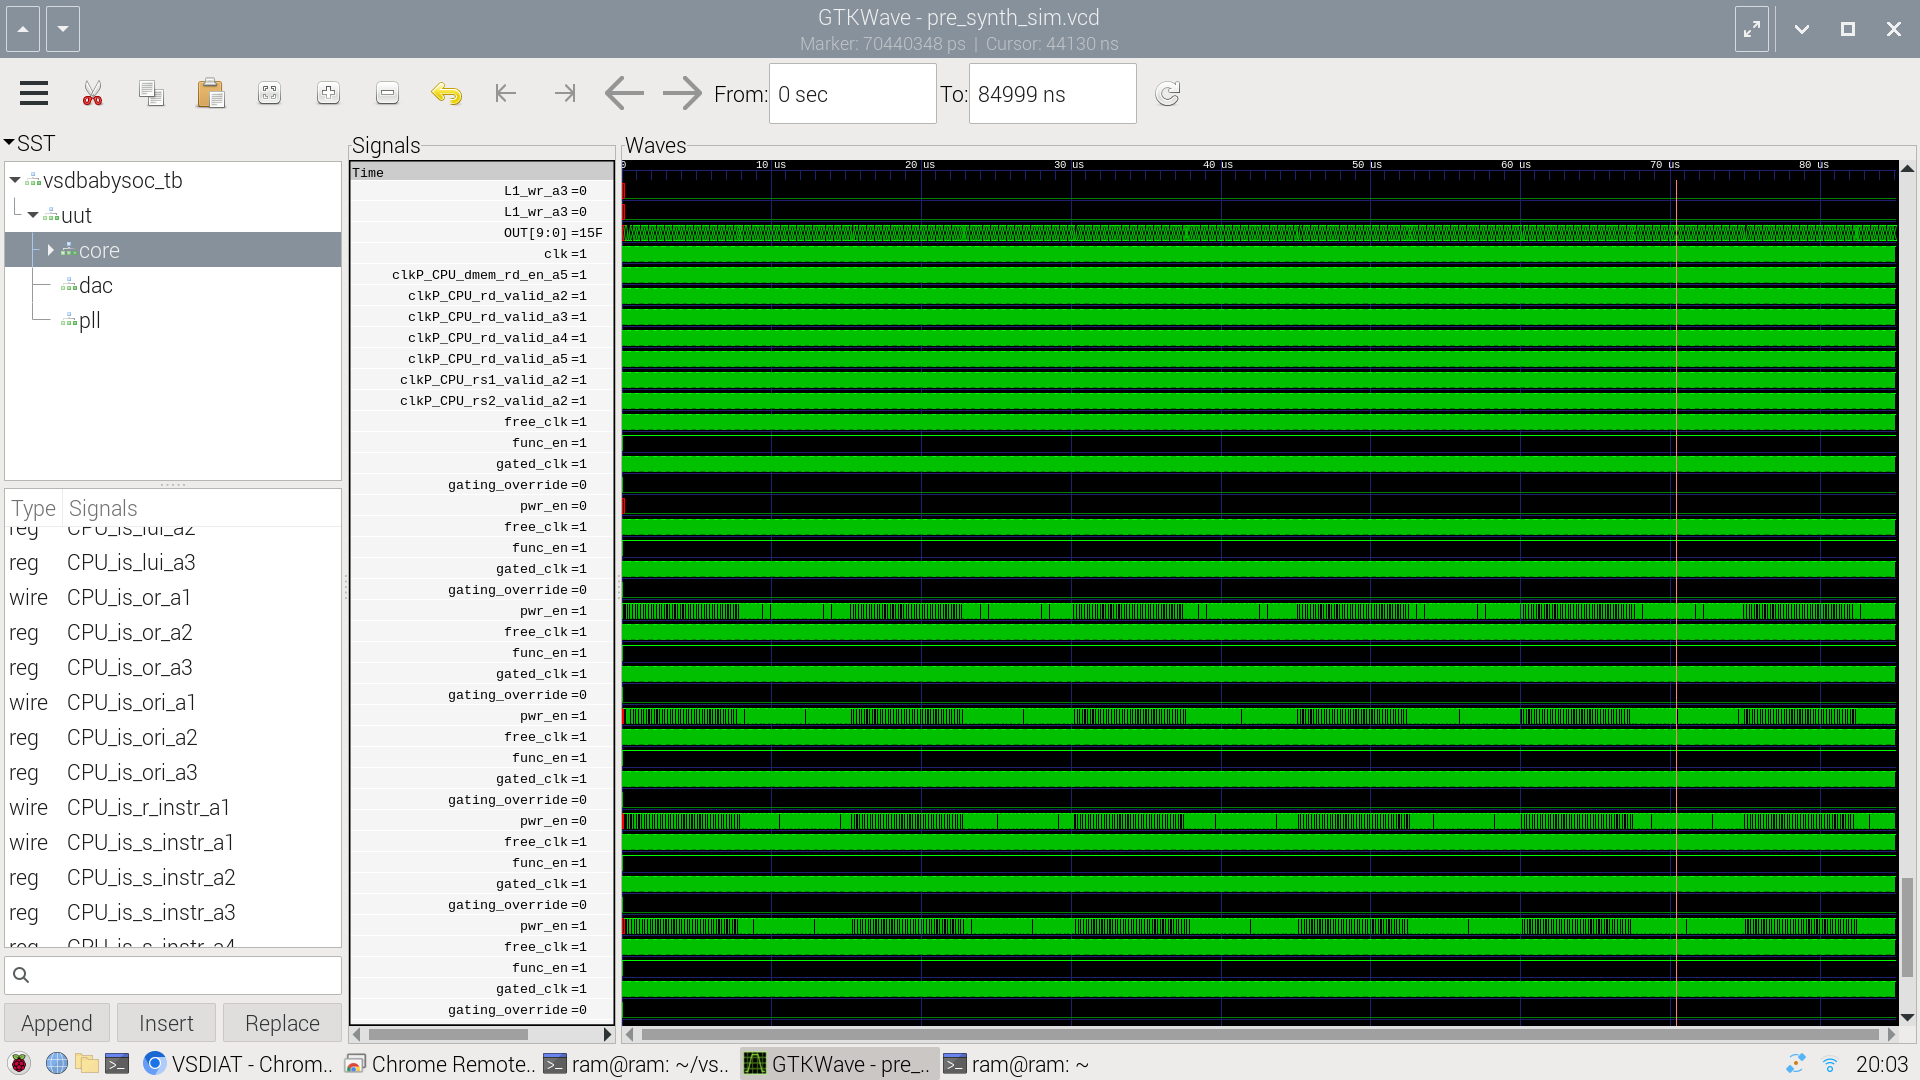 GTKWave - pre_synth_sim.vcd
Marker: 70440348 ps | Cursor: 44130 ns
From: 0 sec To: 84999 ns
SST
vsdbabysoc_tb
uut
core
dac
pll
Type Signals
reg CPU_is_lui_a2
reg CPU_is_lui_a3
wire CPU_is_or_a1
reg CPU_is_or_a2
reg CPU_is_or_a3
wire CPU_is_ori_a1
reg CPU_is_ori_a2
reg CPU_is_ori_a3
wire CPU_is_r_instr_a1
wire CPU_is_s_instr_a1
reg CPU_is_s_instr_a2
reg CPU_is_s_instr_a3
reg CPU_is_s_instr_a4
Append Insert Replace
Signals
Time
L1_wr_a3=0
L1_wr_a3=0
OUT[9:0]=15F
clk=1
clkP_CPU_dmem_rd_en_a5=1
clkP_CPU_rd_valid_a2=1
clkP_CPU_rd_valid_a3=1
clkP_CPU_rd_valid_a4=1
clkP_CPU_rd_valid_a5=1
clkP_CPU_rs1_valid_a2=1
clkP_CPU_rs2_valid_a2=1
free_clk=1
func_en=1
gated_clk=1
gating_override=0
pwr_en=0
free_clk=1
func_en=1
gated_clk=1
gating_override=0
pwr_en=1
free_clk=1
func_en=1
gated_clk=1
gating_override=0
pwr_en=1
free_clk=1
func_en=1
gated_clk=1
gating_override=0
pwr_en=0
free_clk=1
func_en=1
gated_clk=1
gating_override=0
pwr_en=1
free_clk=1
func_en=1
gated_clk=1
gating_override=0
Waves
0 10 us 20 us 30 us 40 us 50 us 60 us 70 us 80 us
VSDIAT - Chrom.. Chrome Remote.. ram@ram: ~/vs.. GTKWave - pre_.. ram@ram: ~ 20:03